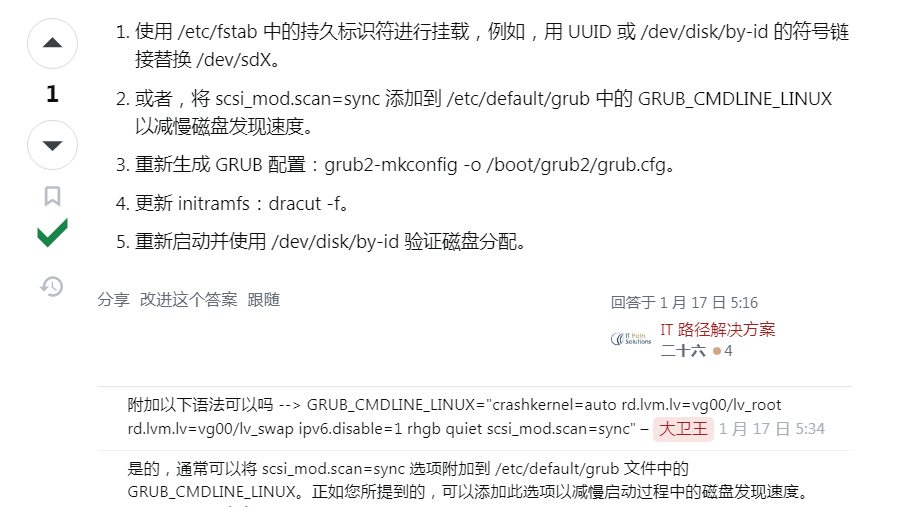 1. 使用 /etc/fstab 中的持久标识符进行挂载，例如，用 UUID 或 /dev/disk/by-id 的符号链
接替换 /dev/sdX。
1
2. 或者，将 scsi_mod.scan=sync 添加到 /etc/default/grub 中的 GRUB_CMDLINE_LINUX
以减慢磁盘发现速度。
3. 重新生成 GRUB 配置：grub2-mkconfig -o /boot/grub2/grub.cfg。
4. 更新 initramfs：dracut -f。
5. 重新启动并使用 /dev/disk/by-id 验证磁盘分配。
分享 改进这个答案 跟随
回答于 1 月 17 日 5:16
IT Path Solutions
IT 路径解决方案
二十六 4
附加以下语法可以吗 --> GRUB_CMDLINE_LINUX="crashkernel=auto rd.lvm.lv=vg00/lv_root
rd.lvm.lv=vg00/lv_swap ipv6.disable=1 rhgb quiet scsi_mod.scan=sync" – 大卫王 1 月 17 日 5:34
是的，通常可以将 scsi_mod.scan=sync 选项附加到 /etc/default/grub 文件中的
GRUB_CMDLINE_LINUX。正如您所提到的，可以添加此选项以减慢启动过程中的磁盘发现速度。